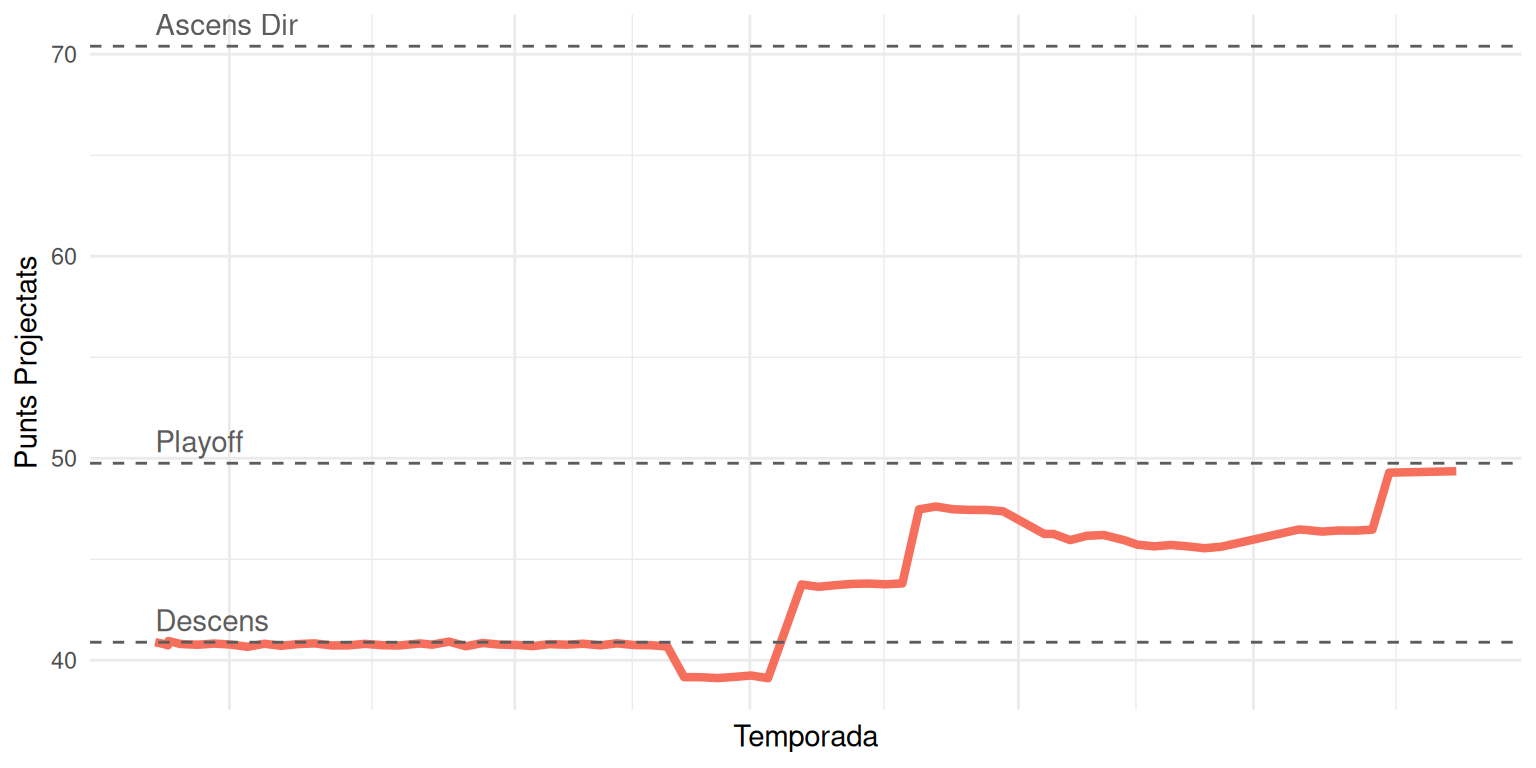 Ascens Dir
70
60
Punts Projectats
Playoff
50
Descens
40
Temporada